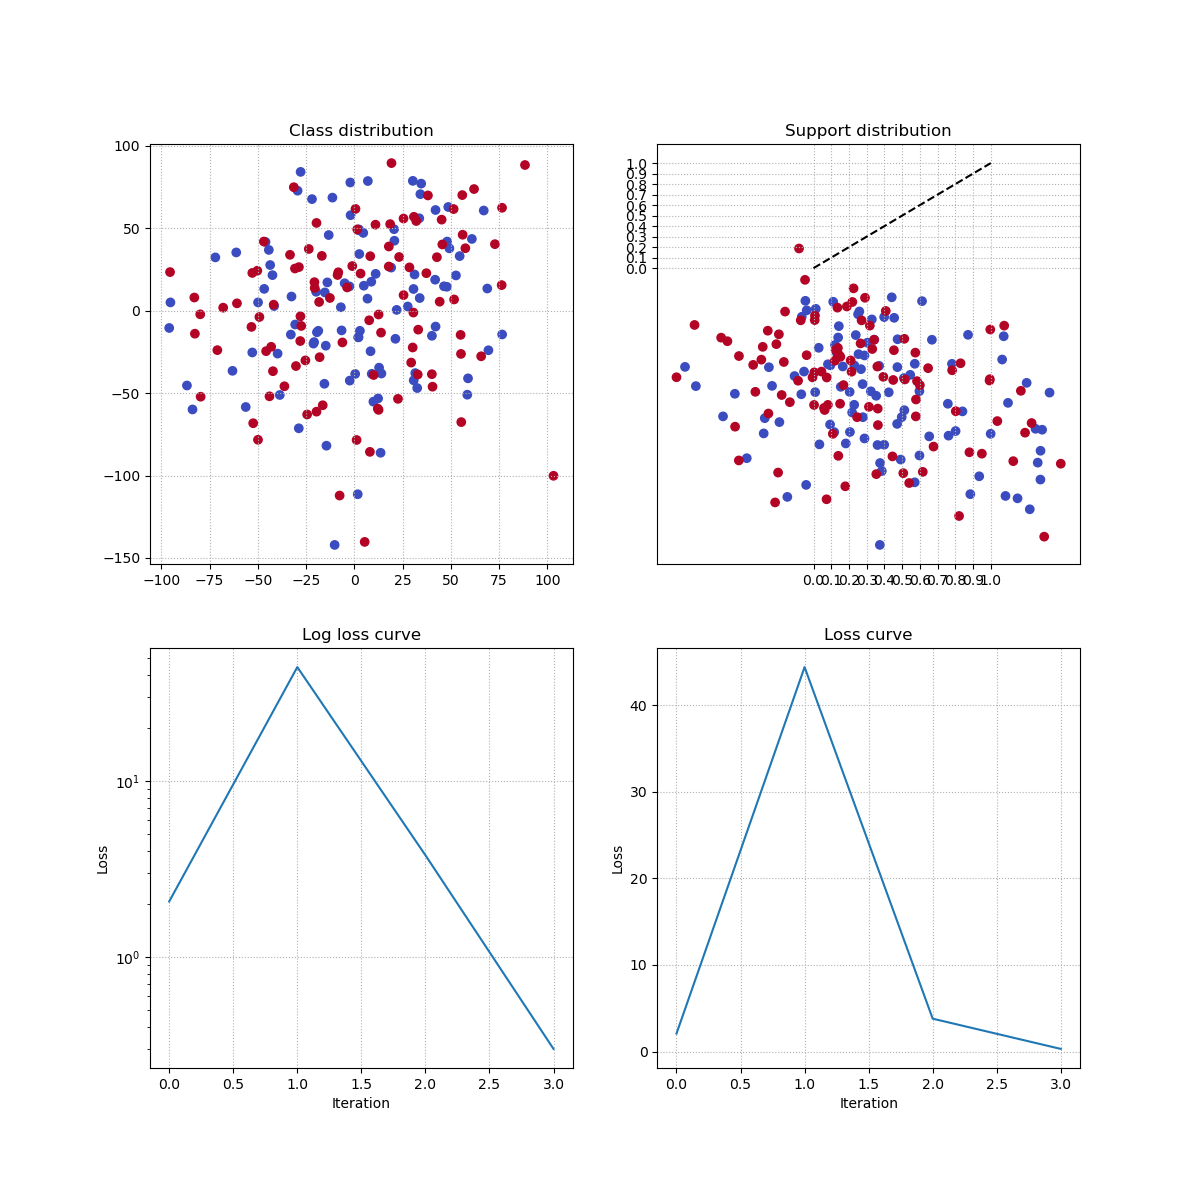 Class distribution
100
50
0
−50
−100
−150
−100 −75 −50 −25 0 25 50 75 100
Support distribution
1.0
0.9
0.8
0.7
0.6
0.5
0.4
0.3
0.2
0.1
0.0
0.0 0.1 0.2 0.3 0.4 0.5 0.6 0.7 0.8 0.9 1.0
Log loss curve
10¹
10⁰
Loss
0.0 0.5 1.0 1.5 2.0 2.5 3.0
Iteration
Loss curve
40
30
20
10
0
Loss
0.0 0.5 1.0 1.5 2.0 2.5 3.0
Iteration